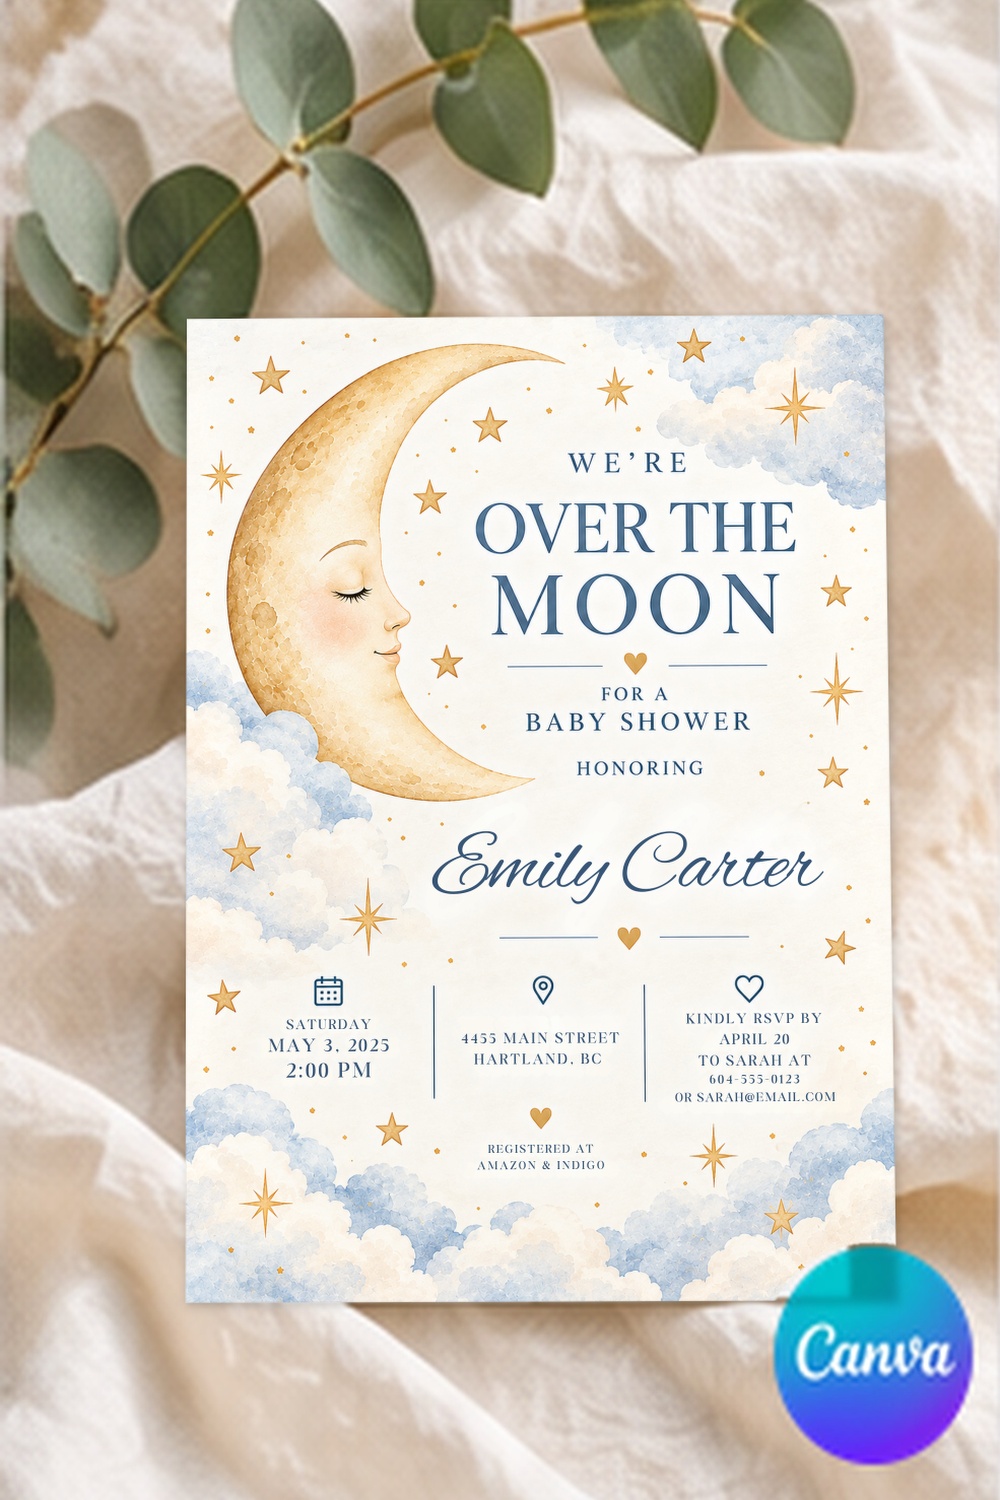 WE'RE
OVER THE
MOON
FOR A
BABY SHOWER
HONORING
Emily Carter
SATURDAY
MAY 3, 2025
2:00 PM
4455 MAIN STREET
HARTLAND, BC
KINDLY RSVP BY
APRIL 20
TO SARAH AT
604-555-0123
OR SARAH@EMAIL.COM
REGISTERED AT
AMAZON & INDIGO
Canva